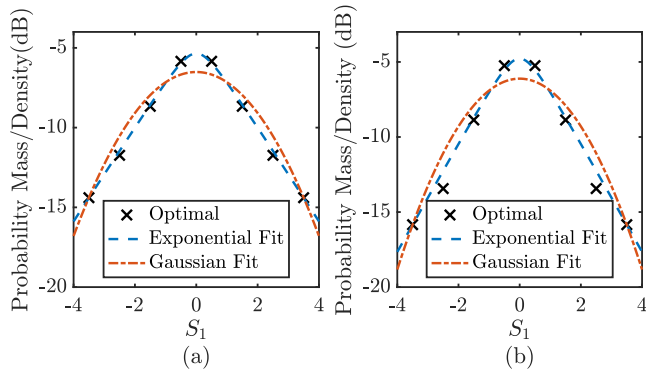 Probability Mass/Density(dB)
-5
-10
-15
-20
Optimal
Exponential Fit
Gaussian Fit
-4
-2
0
2
4
S1
(a)
Probability Mass/Density (dB)
-5
-10
-15
-20
Optimal
Exponential Fit
Gaussian Fit
-4
-2
0
2
4
S1
(b)